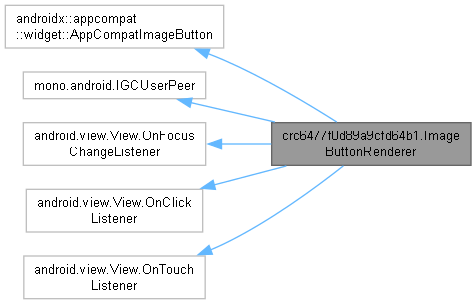 androidx::appcompat
::widget::AppCompatImageButton
mono.android.IGCUserPeer
android.view.View.OnFocus
ChangeListener
android.view.View.OnClick
Listener
android.view.View.OnTouch
Listener
crc6477f0d89a9cfd64b1.Image
ButtonRenderer